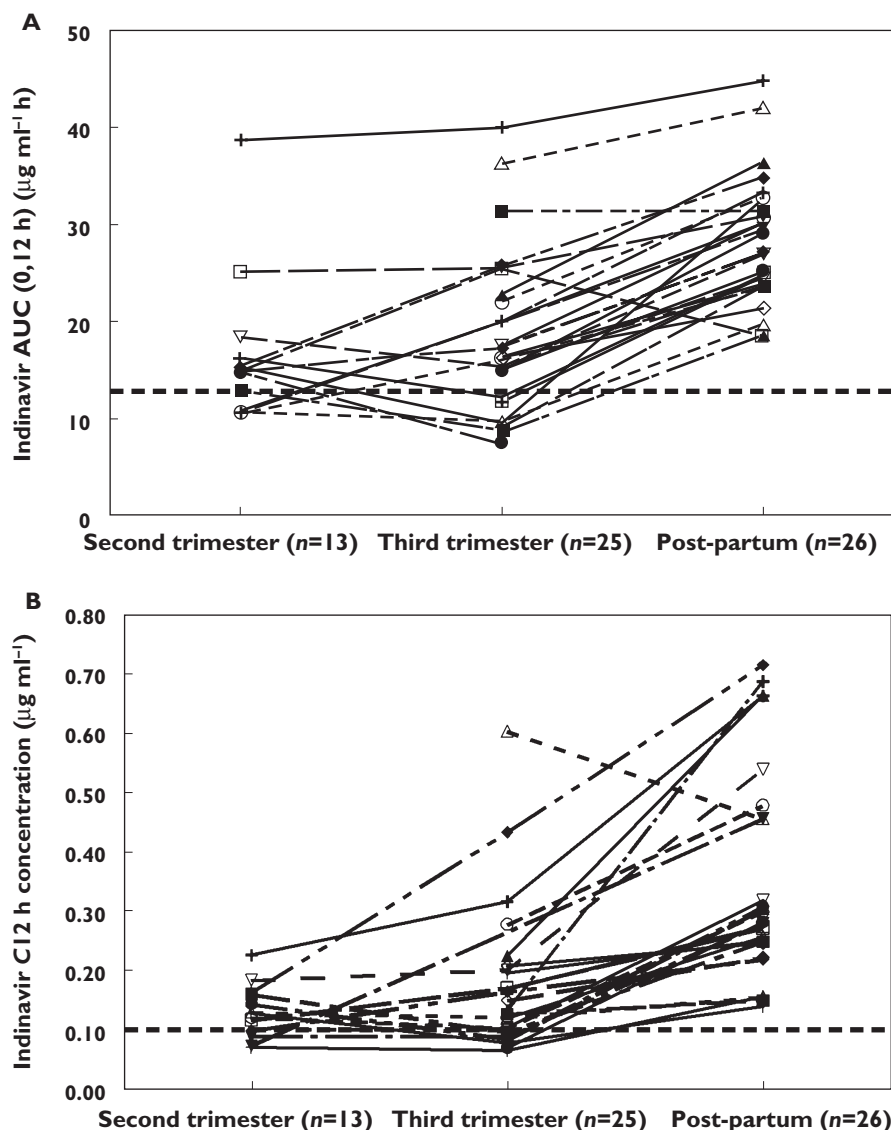 A
Indinavir AUC (0,12 h) (μg ml⁻¹ h)
50
40
30
20
10
0
Second trimester (n=13) Third trimester (n=25) Post-partum (n=26)
B
Indinavir C12 h concentration (μg ml⁻¹)
0.80
0.70
0.60
0.50
0.40
0.30
0.20
0.10
0.00
Second trimester (n=13) Third trimester (n=25) Post-partum (n=26)